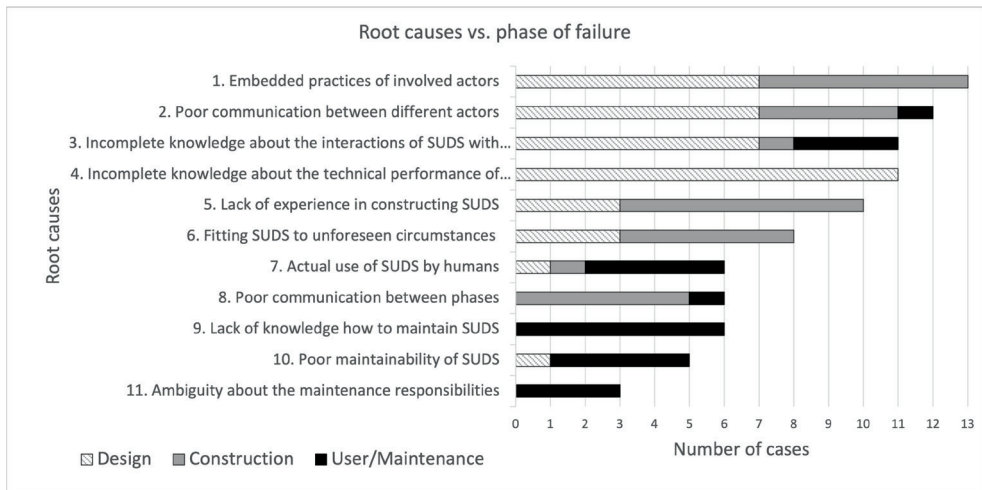 Root causes vs. phase of failure
Root causes
1. Embedded practices of involved actors
2. Poor communication between different actors
3. Incomplete knowledge about the interactions of SUDS with...
4. Incomplete knowledge about the technical performance of...
5. Lack of experience in constructing SUDS
6. Fitting SUDS to unforeseen circumstances
7. Actual use of SUDS by humans
8. Poor communication between phases
9. Lack of knowledge how to maintain SUDS
10. Poor maintainability of SUDS
11. Ambiguity about the maintenance responsibilities
0 1 2 3 4 5 6 7 8 9 10 11 12 13
Number of cases
Design Construction User/Maintenance